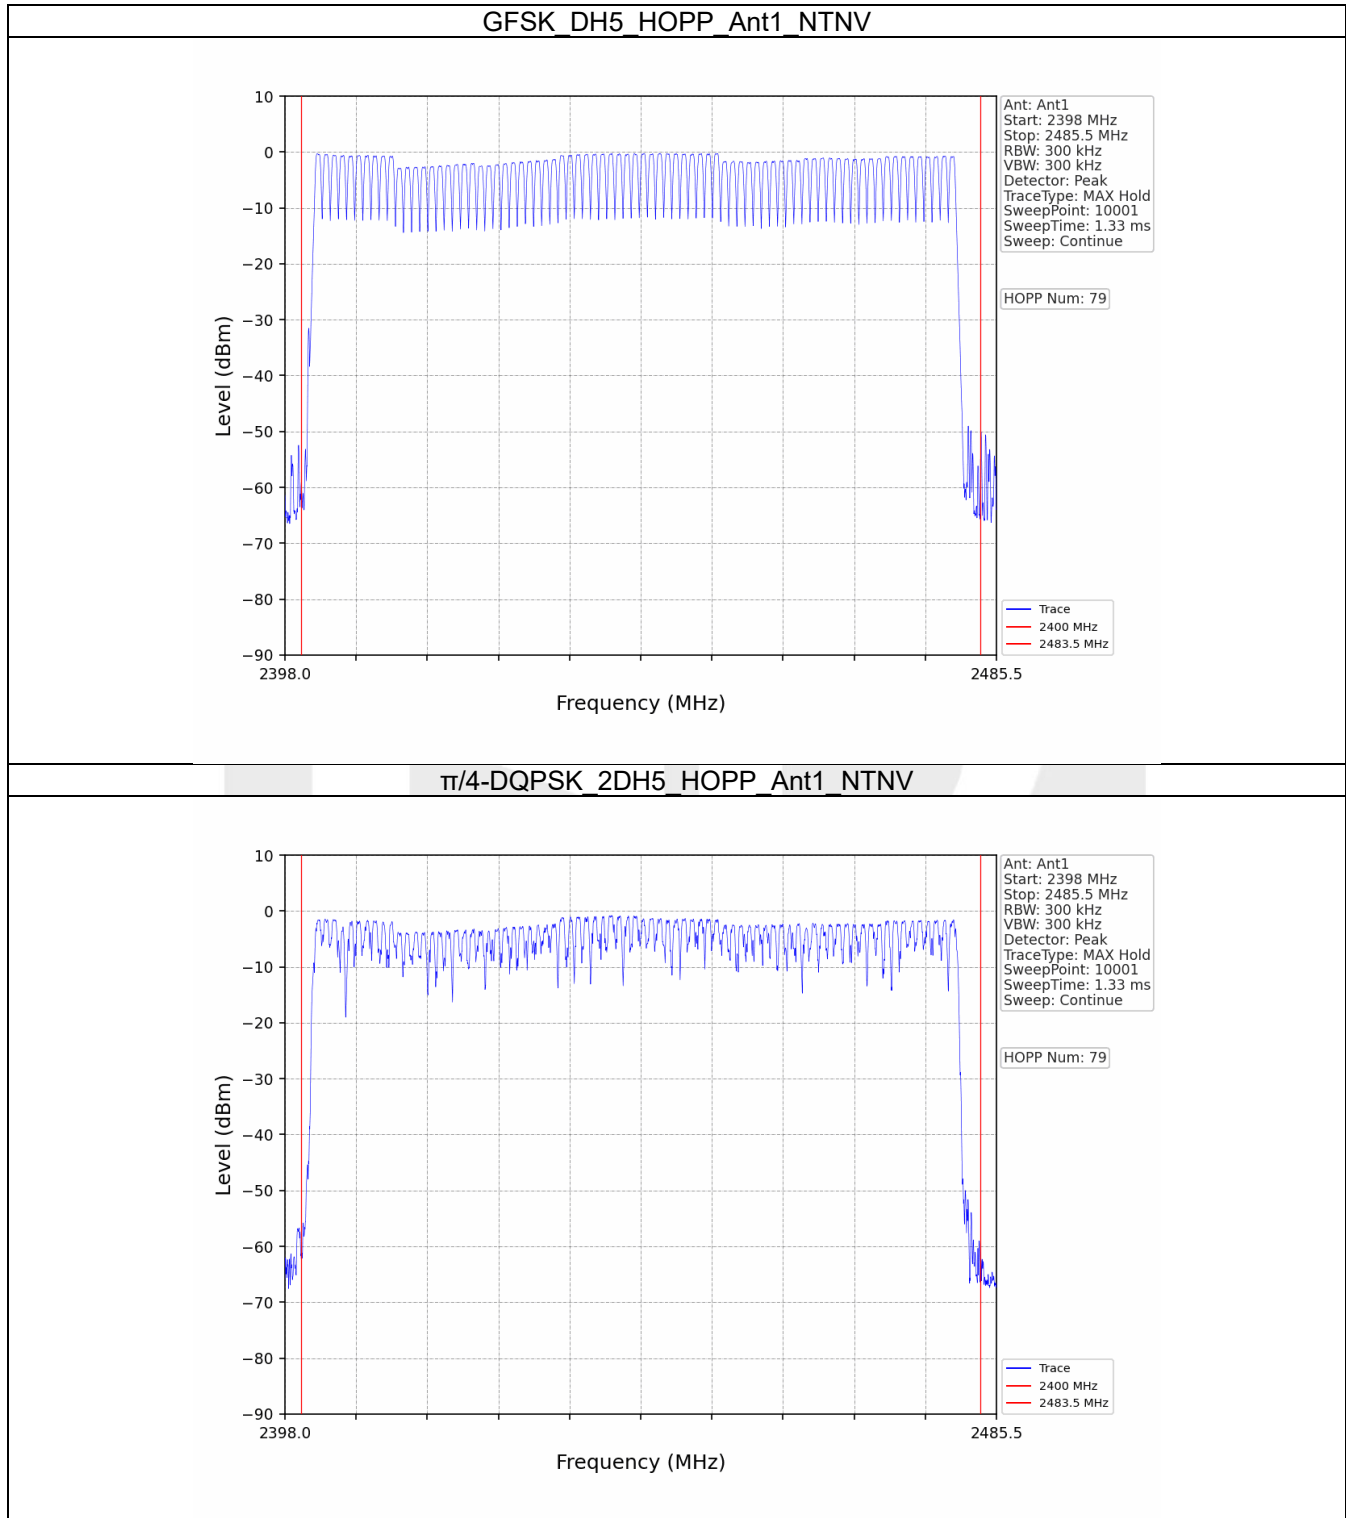 GFSK_DH5_HOPP_Ant1_NTNV
10
0
−10
−20
−30
−40
−50
−60
−70
−80
−90
Level (dBm)
2398.0
2485.5
Frequency (MHz)
Ant: Ant1
Start: 2398 MHz
Stop: 2485.5 MHz
RBW: 300 kHz
VBW: 300 kHz
Detector: Peak
TraceType: MAX Hold
SweepPoint: 10001
SweepTime: 1.33 ms
Sweep: Continue
HOPP Num: 79
Trace
2400 MHz
2483.5 MHz
π/4-DQPSK_2DH5_HOPP_Ant1_NTNV
10
0
−10
−20
−30
−40
−50
−60
−70
−80
−90
Level (dBm)
2398.0
2485.5
Frequency (MHz)
Ant: Ant1
Start: 2398 MHz
Stop: 2485.5 MHz
RBW: 300 kHz
VBW: 300 kHz
Detector: Peak
TraceType: MAX Hold
SweepPoint: 10001
SweepTime: 1.33 ms
Sweep: Continue
HOPP Num: 79
Trace
2400 MHz
2483.5 MHz